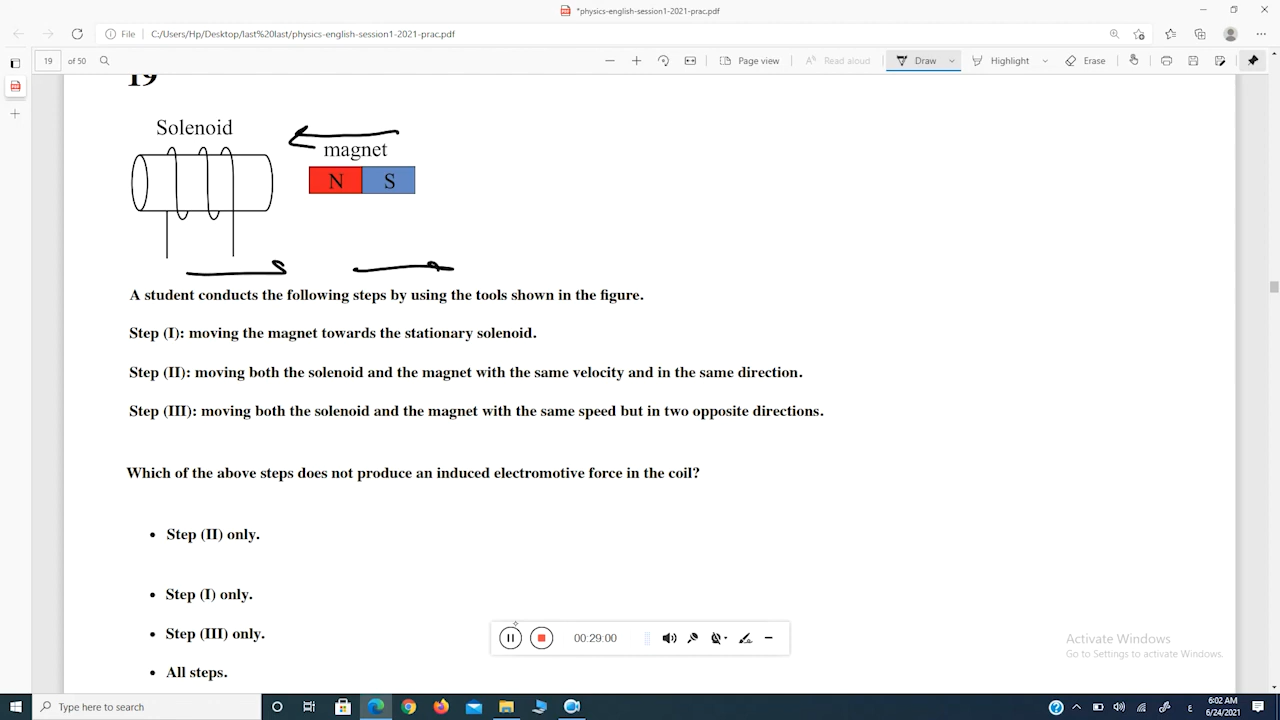 *physics-english-session1-2021-prac.pdf
File
C:/Users/Hp/Desktop/last%20last/physics-english-session1-2021-prac.pdf
19 of 50
Page view
Read aloud
Draw
Highlight
Erase
19
Solenoid
magnet
N S
A student conducts the following steps by using the tools shown in the figure.
Step (I): moving the magnet towards the stationary solenoid.
Step (II): moving both the solenoid and the magnet with the same velocity and in the same direction.
Step (III): moving both the solenoid and the magnet with the same speed but in two opposite directions.
Which of the above steps does not produce an induced electromotive force in the coil?
• Step (II) only.
• Step (I) only.
• Step (III) only.
• All steps.
00:29:00
Activate Windows
Go to Settings to activate Windows.
Type here to search
6:02 AM
6/24/2021